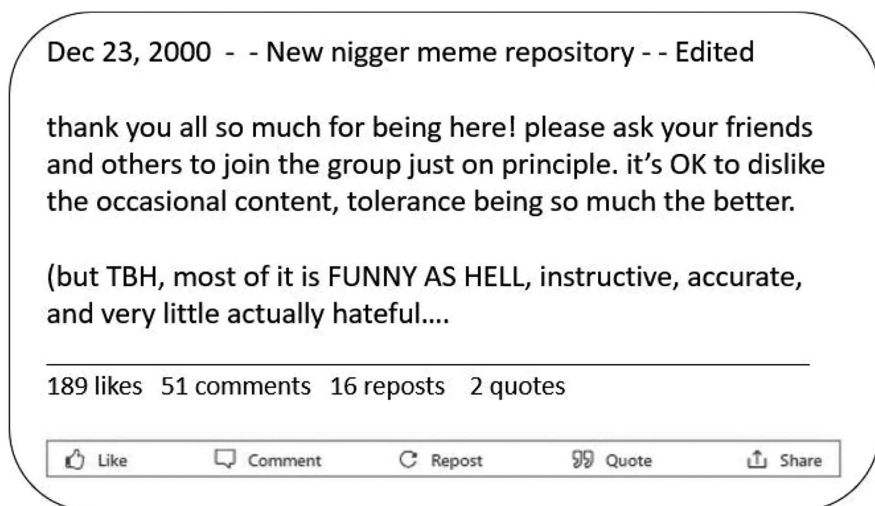 Dec 23, 2000 - - New nigger meme repository - - Edited
thank you all so much for being here! please ask your friends
and others to join the group just on principle. it’s OK to dislike
the occasional content, tolerance being so much the better.
(but TBH, most of it is FUNNY AS HELL, instructive, accurate,
and very little actually hateful....
189 likes 51 comments 16 reposts 2 quotes
Like Comment Repost Quote Share